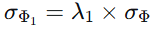 σ_{Φ_1} = λ_1 × σ_Φ